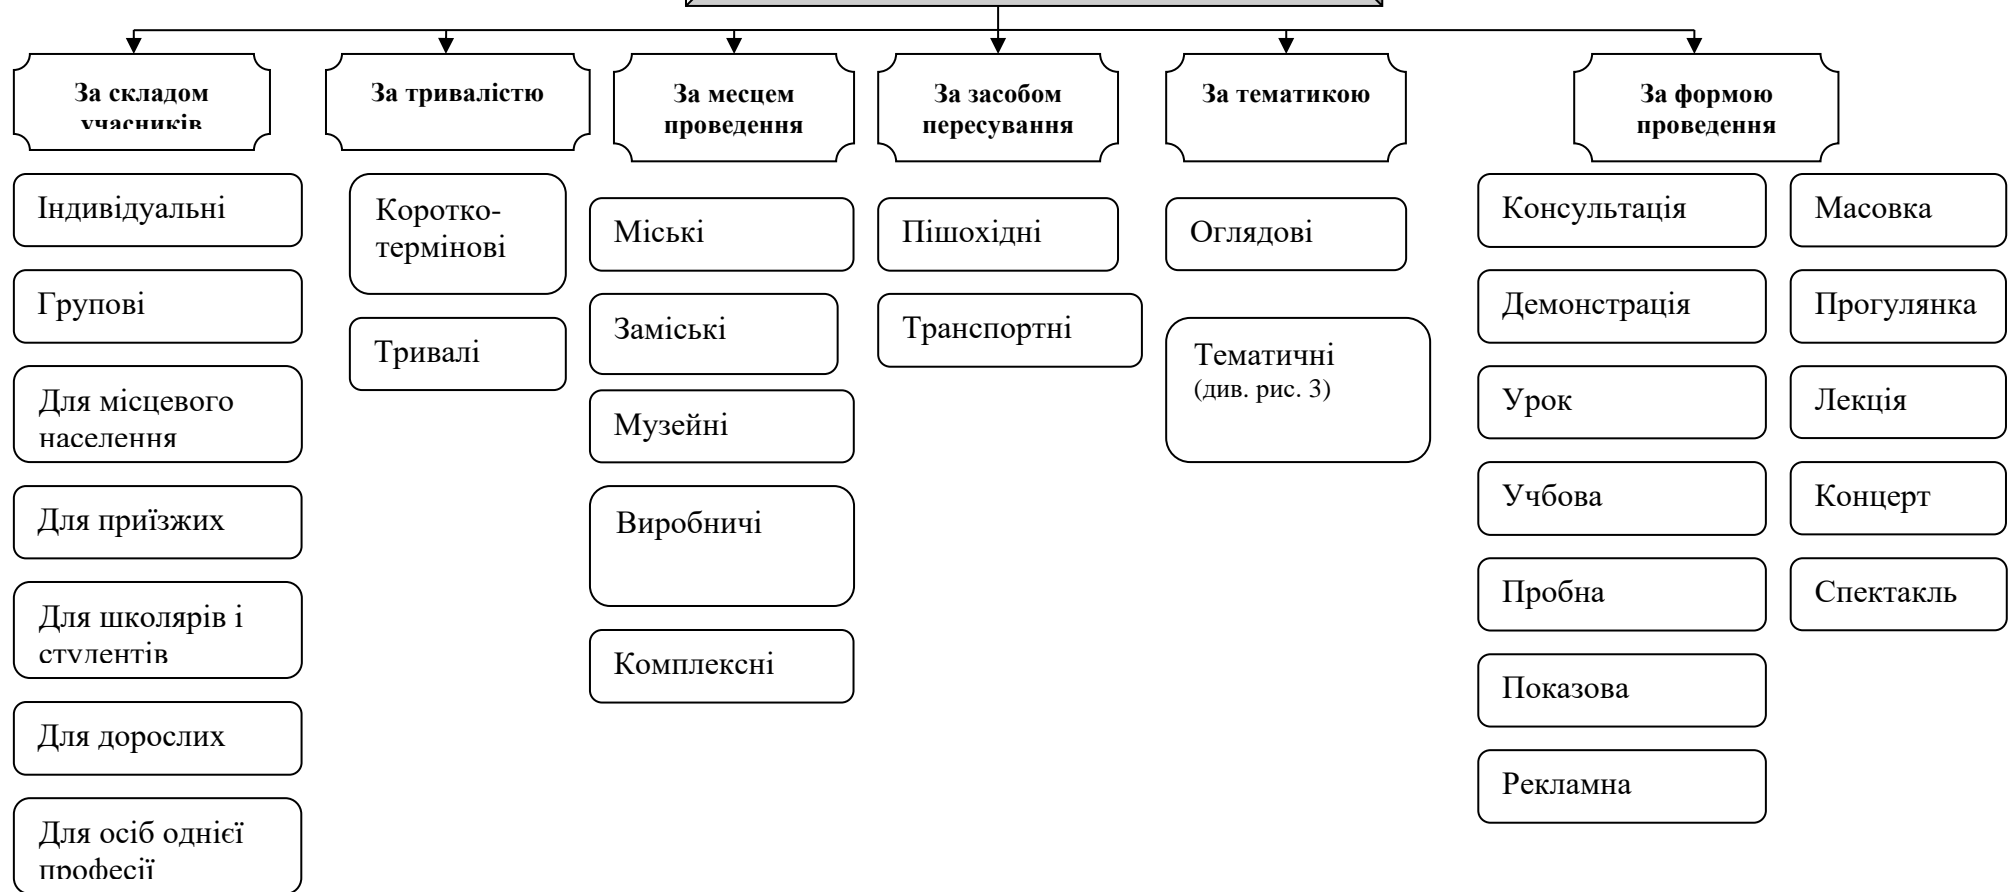 За складом
учасників
За тривалістю
За месцем
проведення
За засобом
пересування
За тематикою
За формою
проведення
Індивідуальні
Групові
Для місцевого
населення
Для приїзжих
Для школярів і
студентів
Для дорослих
Для осіб однієї
професії
Коротко-
термінові
Тривалі
Міські
Заміські
Музейні
Виробничі
Комплексні
Пішохідні
Транспортні
Оглядові
Тематичні
(див. рис. 3)
Консультація
Демонстрація
Урок
Учбова
Пробна
Показова
Рекламна
Масовка
Прогулянка
Лекція
Концерт
Спектакль